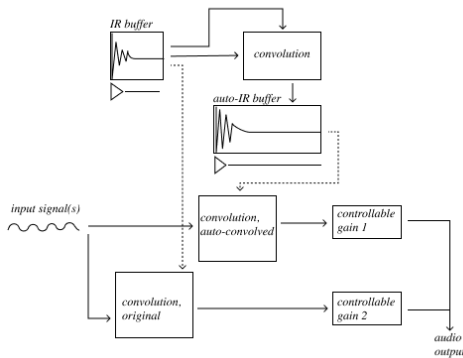 IR buffer
convolution
auto-IR buffer
input signal(s)
convolution,
auto-convolved
controllable
gain 1
convolution,
original
controllable
gain 2
audio
output